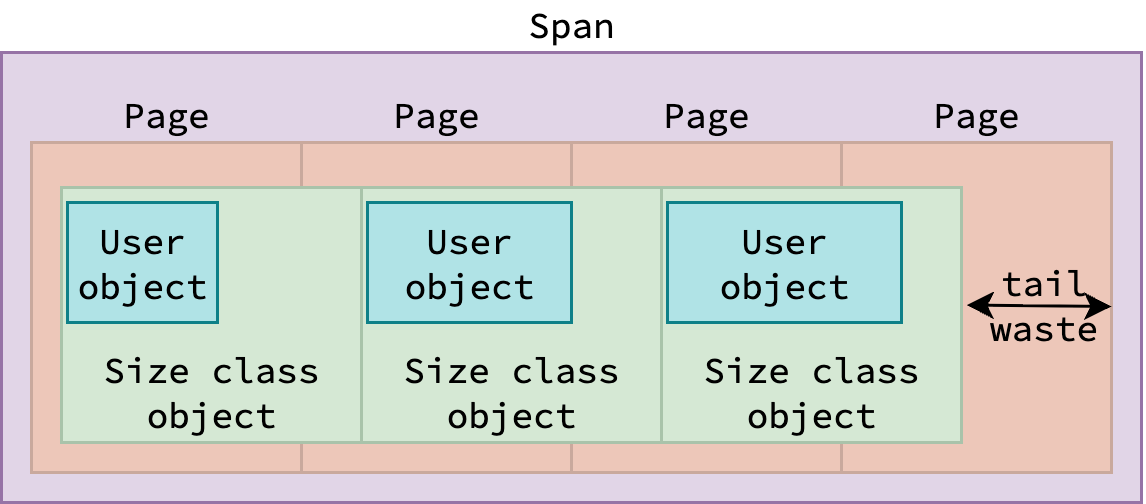 Span
Page Page Page Page
User User User
object object object
tail
waste
Size class Size class Size class
object object object